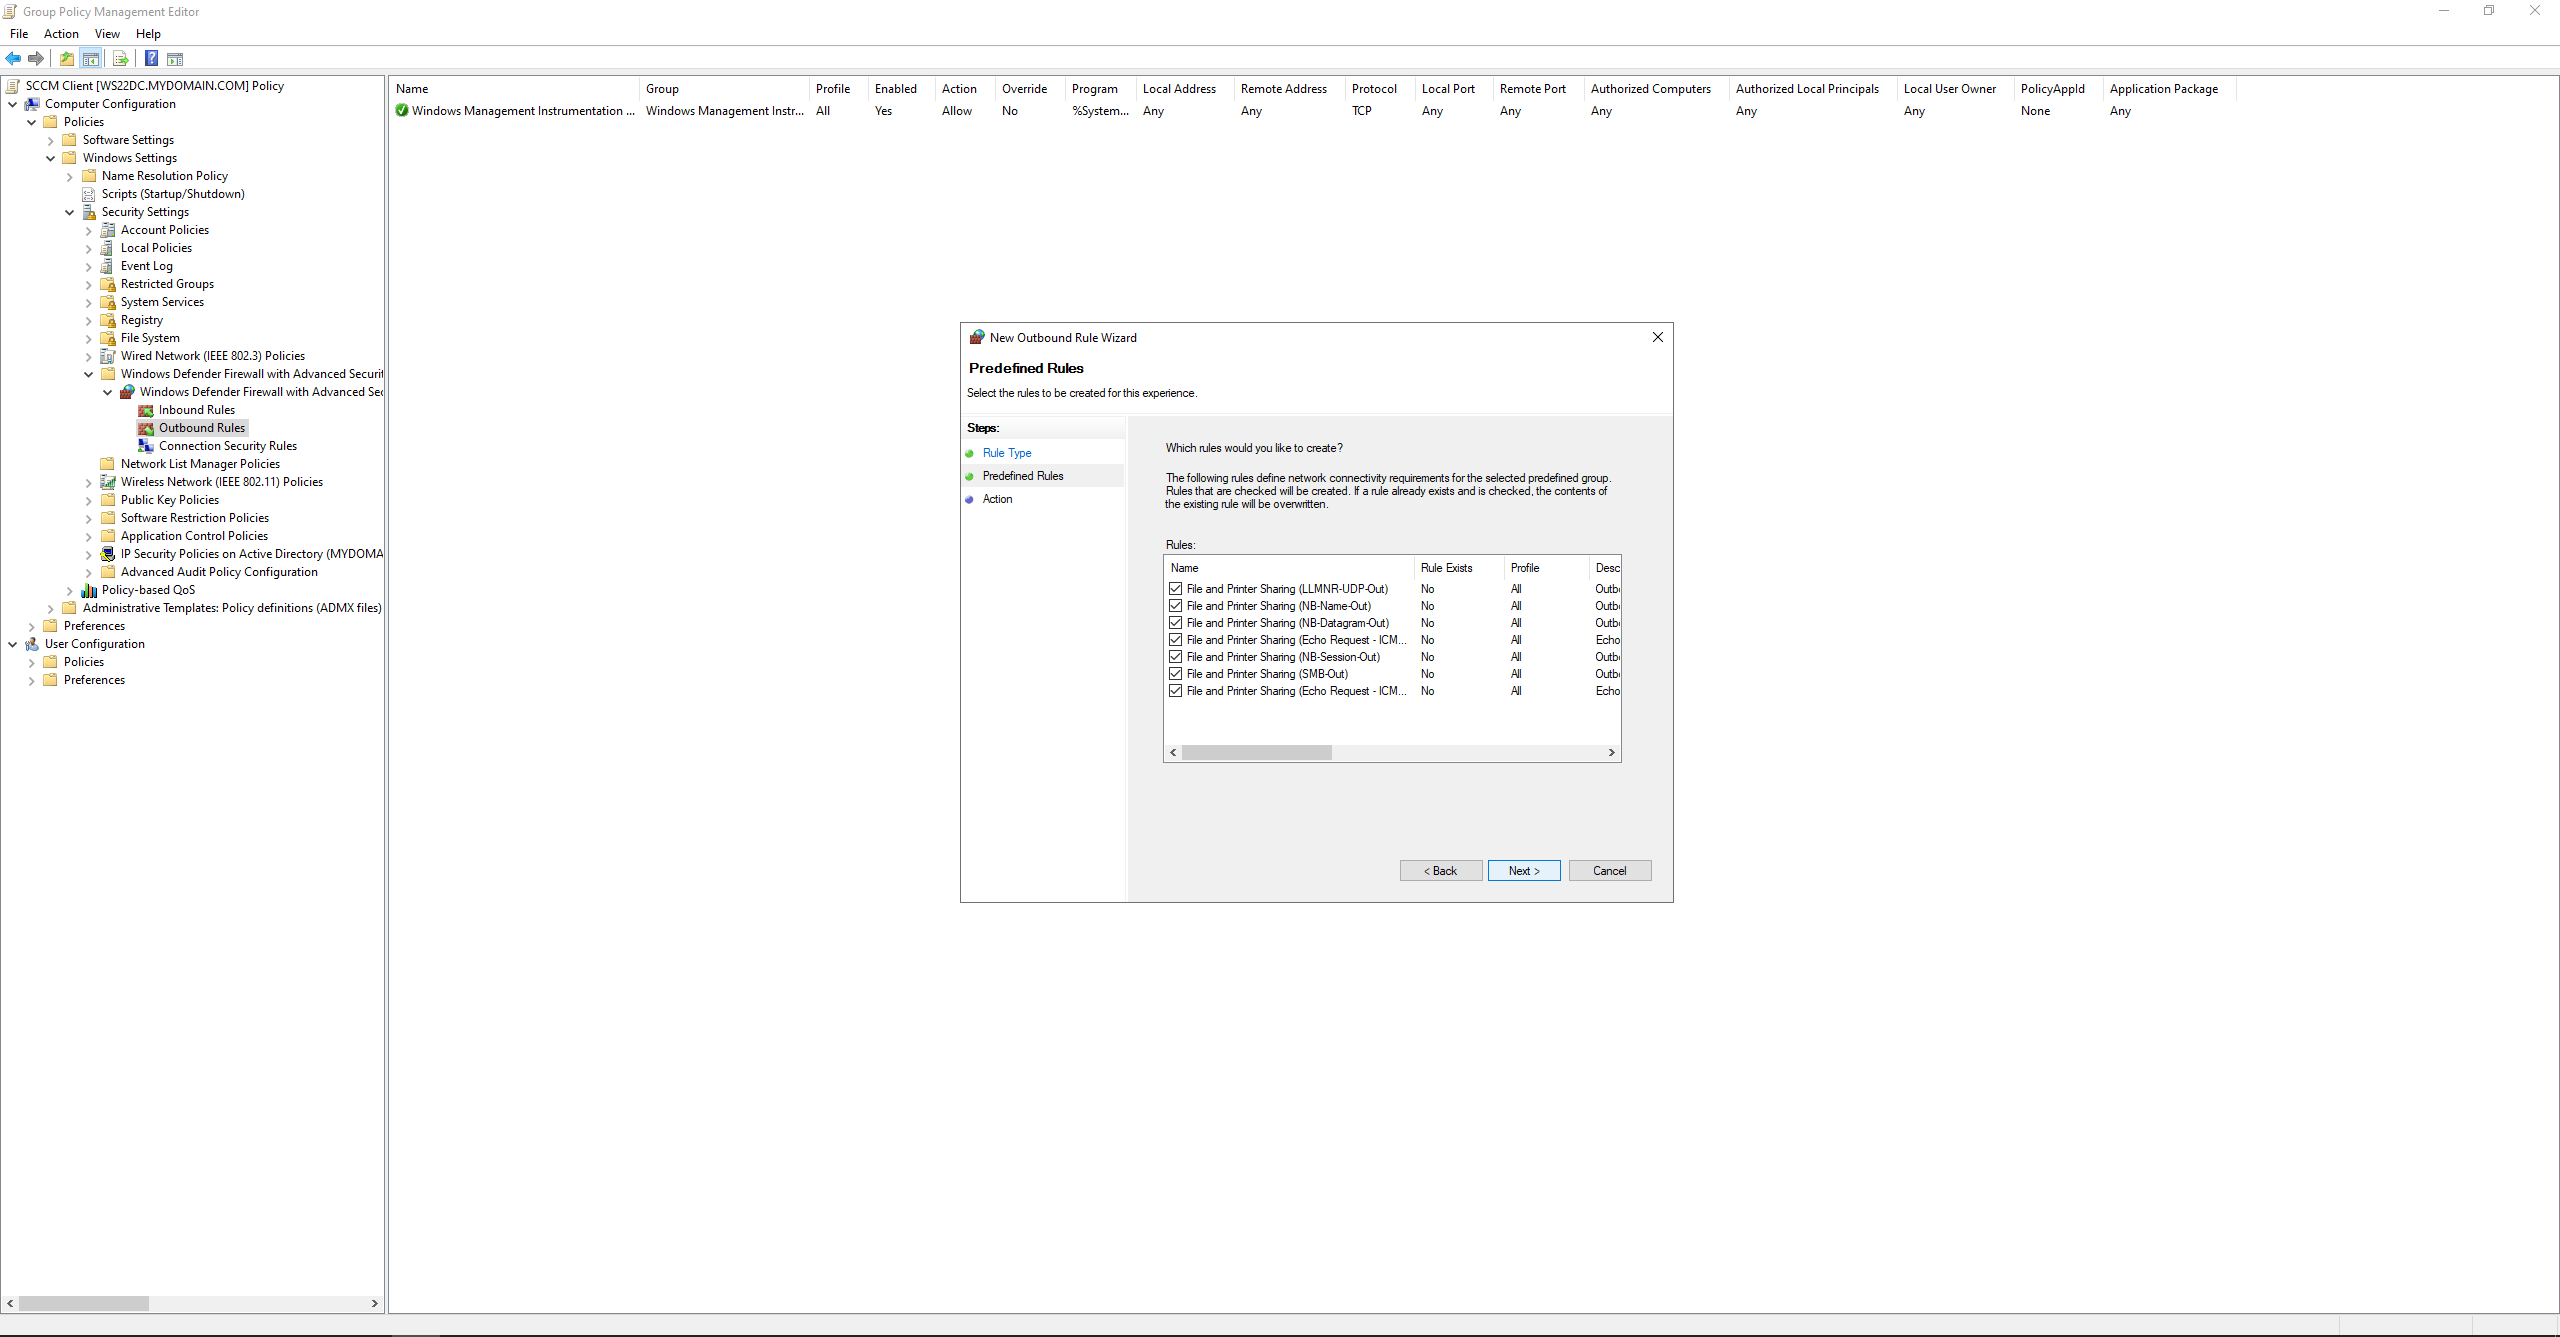 Group Policy Management Editor
File Action View Help
SCCM Client [WS22DC.MYDOMAIN.COM] Policy
Computer Configuration
Policies
Software Settings
Windows Settings
Name Resolution Policy
Scripts (Startup/Shutdown)
Security Settings
Account Policies
Local Policies
Event Log
Restricted Groups
System Services
Registry
File System
Wired Network (IEEE 802.3) Policies
Windows Defender Firewall with Advanced Securit
Windows Defender Firewall with Advanced Sec
Inbound Rules
Outbound Rules
Connection Security Rules
Network List Manager Policies
Wireless Network (IEEE 802.11) Policies
Public Key Policies
Software Restriction Policies
Application Control Policies
IP Security Policies on Active Directory (MYDOMA
Advanced Audit Policy Configuration
Policy-based QoS
Administrative Templates: Policy definitions (ADMX files)
Preferences
User Configuration
Policies
Preferences
Name Group Profile Enabled Action Override Program Local Address Remote Address Protocol Local Port Remote Port Authorized Computers Authorized Local Principals Local User Owner PolicyAppId Application Package
Windows Management Instrumentation ... Windows Management Instr... All Yes Allow No %System... Any Any TCP Any Any Any Any Any None Any
New Outbound Rule Wizard
Predefined Rules
Select the rules to be created for this experience.
Steps:
Rule Type
Predefined Rules
Action
Which rules would you like to create?
The following rules define network connectivity requirements for the selected predefined group.
Rules that are checked will be created. If a rule already exists and is checked, the contents of
the existing rule will be overwritten.
Rules:
Name Rule Exists Profile Desc
File and Printer Sharing (LLMNR-UDP-Out) No All Outb
File and Printer Sharing (NB-Name-Out) No All Outb
File and Printer Sharing (NB-Datagram-Out) No All Outb
File and Printer Sharing (Echo Request - ICM... No All Echo
File and Printer Sharing (NB-Session-Out) No All Outb
File and Printer Sharing (SMB-Out) No All Outb
File and Printer Sharing (Echo Request - ICM... No All Echo
< Back Next > Cancel